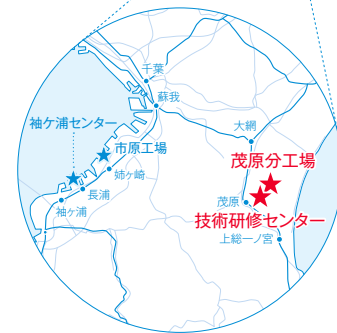 千葉
蘇我
袖ケ浦センター
市原工場
大網
茂原分工場
姉ヶ崎
長浦
茂原
袖ヶ浦
技術研修センター
上総一ノ宮